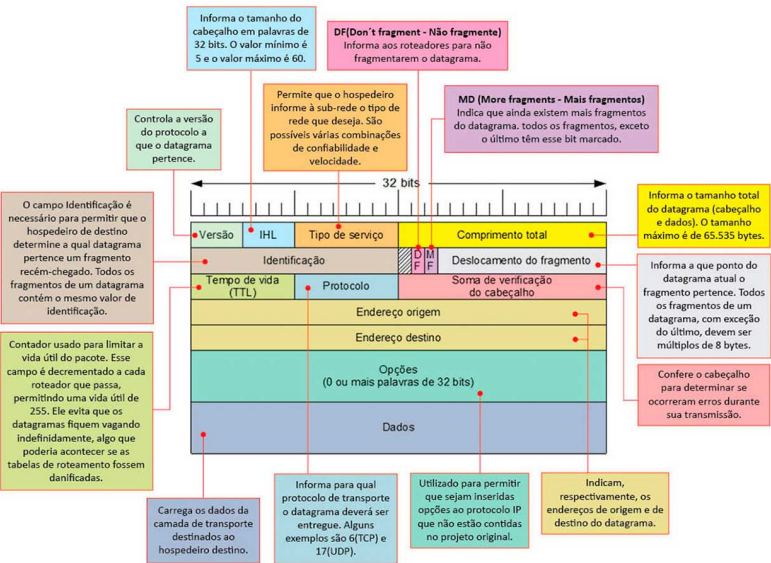 Informa o tamanho do
cabeçalho em palavras de
32 bits. O valor mínimo é
5 e o valor máximo é 60.
DF(Don´t fragment - Não fragmente)
Informa aos roteadores para não
fragmentarem o datagrama.
Permite que o hospedeiro
informe à sub-rede o tipo de
rede que deseja. São
possíveis várias combinações
de confiabilidade e
velocidade.
MD (More fragments - Mais fragmentos)
Indica que ainda existem mais fragmentos
do datagrama. todos os fragmentos, exceto
o último têm esse bit marcado.
Controla a versão
do protocolo a
que o datagrama
pertence.
32 bits
O campo Identificação é
necessário para permitir que o
hospedeiro de destino
determine a qual datagrama
pertence um fragmento
recém-chegado. Todos os
fragmentos de um datagrama
contém o mesmo valor de
identificação.
Informa o tamanho total
do datagrama (cabeçalho
e dados). O tamanho
máximo é de 65.535 bytes.
Versão
IHL
Tipo de serviço
Comprimento total
Identificação
DF
MF
Deslocamento do fragmento
Tempo de vida
(TTL)
Protocolo
Soma de verificação
do cabeçalho
Endereço origem
Endereço destino
Opções
(0 ou mais palavras de 32 bits)
Dados
Informa a que ponto do
datagrama atual o
fragmento pertence. Todos
os fragmentos de um
datagrama, com exceção
do último, devem ser
múltiplos de 8 bytes.
Contador usado para limitar a
vida útil do pacote. Esse
campo é decrementado a cada
roteador que passa,
permitindo uma vida útil de
255. Ele evita que os
datagramas fiquem vagando
indefinidamente, algo que
poderia acontecer se as
tabelas de roteamento fossem
danificadas.
Confere o cabeçalho
para determinar se
ocorreram erros durante
sua transmissão.
Carrega os dados da
camada de transporte
destinados ao
hospedeiro destino.
Informa para qual
protocolo de transporte
o datagrama deverá ser
entregue. Alguns
exemplos são 6(TCP) e
17(UDP).
Utilizado para permitir
que sejam inseridas
opções ao protocolo IP
que não estão contidas
no projeto original.
Indicam,
respectivamente, os
endereços de origem e de
destino do datagrama.